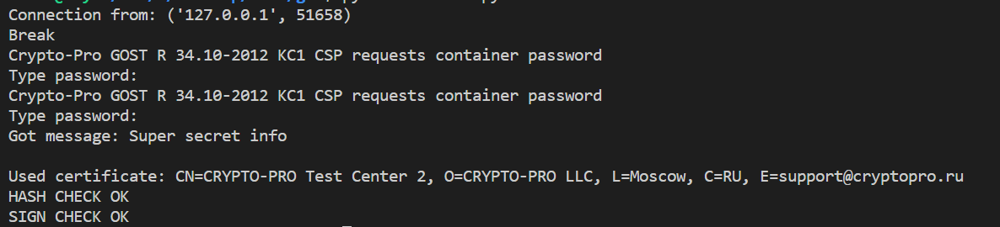 Connection from: ('127.0.0.1', 51658)
Break
Crypto-Pro GOST R 34.10-2012 KC1 CSP requests container password
Type password:
Crypto-Pro GOST R 34.10-2012 KC1 CSP requests container password
Type password:
Got message: Super secret info
Used certificate: CN=CRYPTO-PRO Test Center 2, O=CRYPTO-PRO LLC, L=Moscow, C=RU, E=support@cryptopro.ru
HASH CHECK OK
SIGN CHECK OK